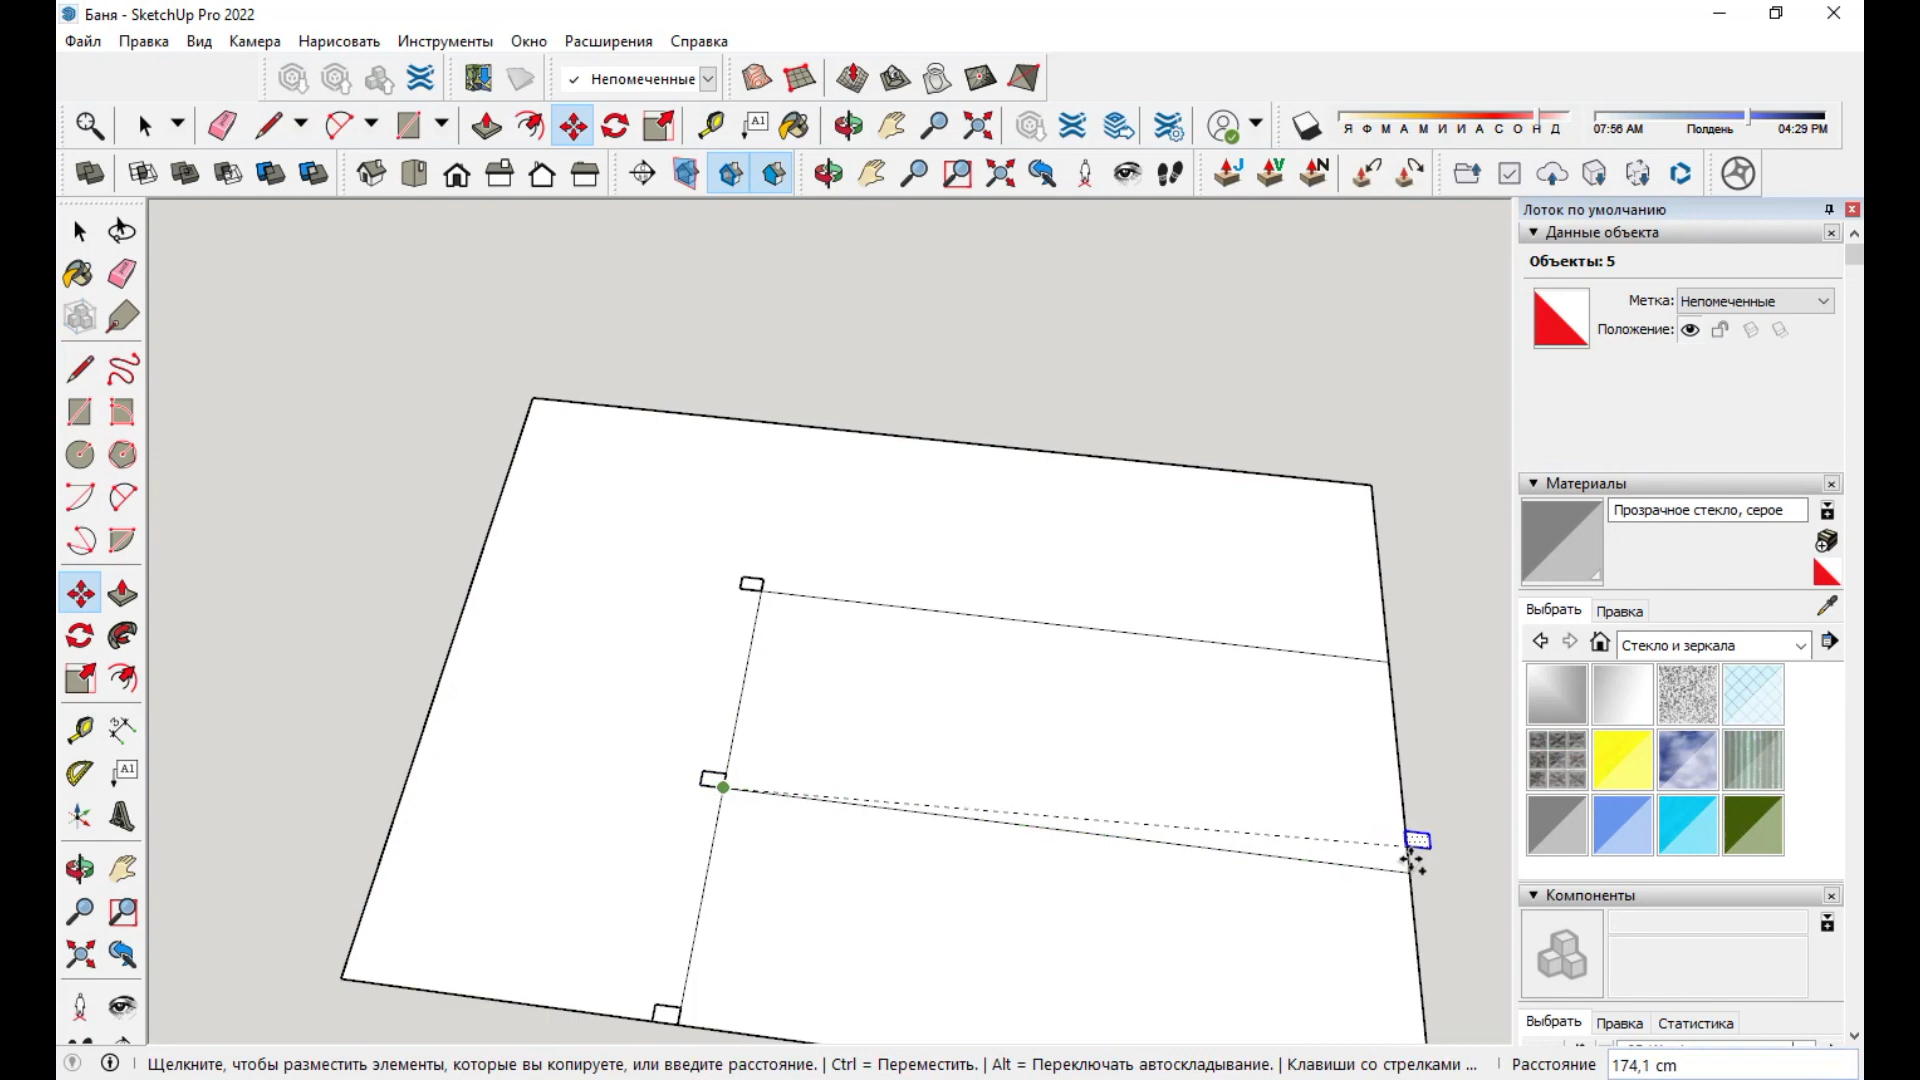 Баня - SketchUp Pro 2022
Файл Правка Вид Камера Нарисовать Инструменты Окно Расширения Справка
Непомеченные
A1
Я Ф М А М И И А С О Н Д
07:56 AM Полдень 04:29 PM
J V N
Лоток по умолчанию
Данные объекта
Объекты: 5
Метка: Непомеченные
Положение:
Материалы
Прозрачное стекло, серое
Выбрать Правка
Стекло и зеркала
A1
Компоненты
Выбрать Правка Статистика
Щелкните, чтобы разместить элементы, которые вы копируете, или введите расстояние. | Ctrl = Переместить. | Alt = Переключать автоскладывание. | Клавиши со стрелками ... Расстояние 174,1 cm